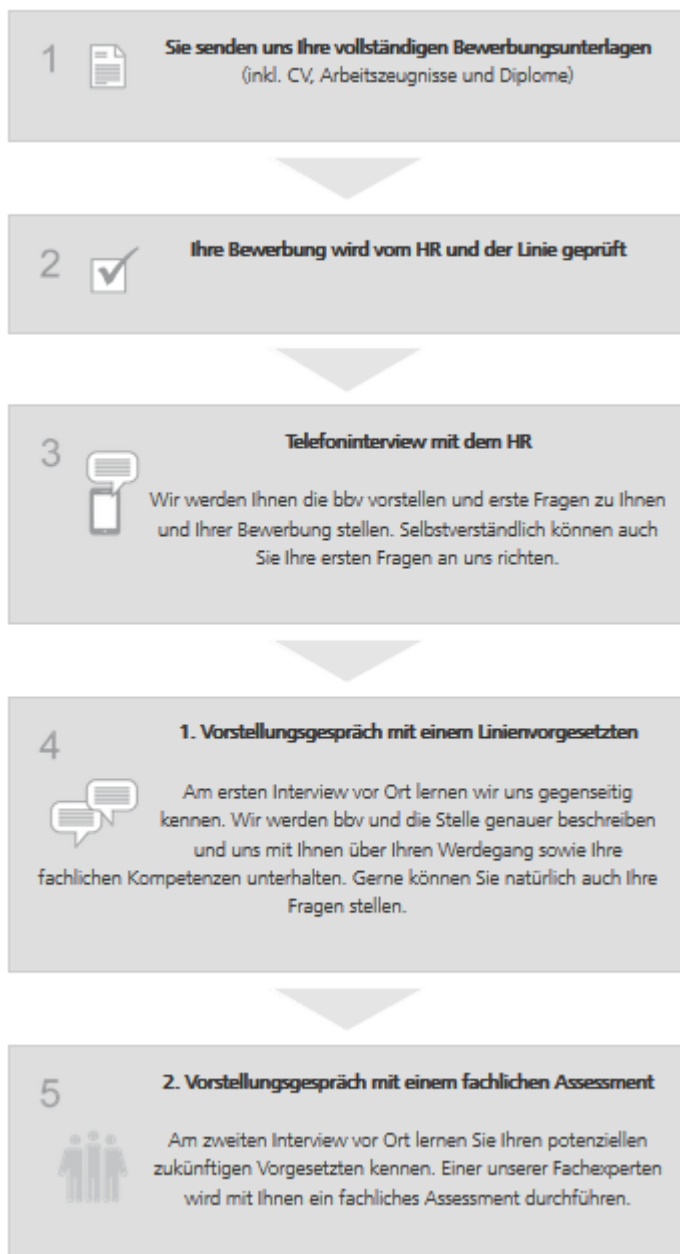 1
Sie senden uns Ihre vollständigen Bewerbungsunterlagen
(inkl. CV, Arbeitszeugnisse und Diplome)
2
Ihre Bewerbung wird vom HR und der Linie geprüft
3
Telefoninterview mit dem HR
Wir werden Ihnen die bbv vorstellen und erste Fragen zu Ihnen
und Ihrer Bewerbung stellen. Selbstverständlich können auch
Sie Ihre ersten Fragen an uns richten.
4
1. Vorstellungsgespräch mit einem Linienvorgesetzten
Am ersten Interview vor Ort lernen wir uns gegenseitig
kennen. Wir werden bbv und die Stelle genauer beschreiben
und uns mit Ihnen über Ihren Werdegang sowie Ihre
fachlichen Kompetenzen unterhalten. Gerne können Sie natürlich auch Ihre
Fragen stellen.
5
2. Vorstellungsgespräch mit einem fachlichen Assessment
Am zweiten Interview vor Ort lernen Sie Ihren potenziellen
zukünftigen Vorgesetzten kennen. Einer unserer Fachexperten
wird mit Ihnen ein fachliches Assessment durchführen.